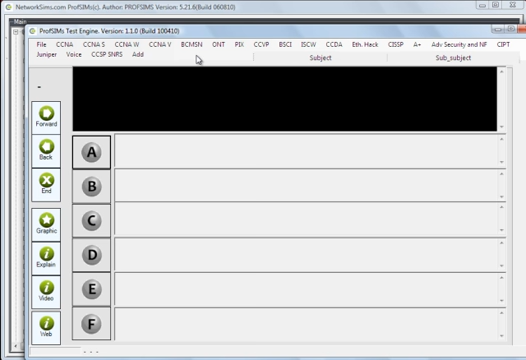 NetworkSims.com ProfSIMs(c). Author: PROFSIMS Version: 5.21.6(Build 060810)
Main
ProfSIMs Test Engine. Version: 1.1.0 (Build 100410)
File CCNA CCNA S CCNA W CCNA V BCMSN ONT PIX CCVP BSCI ISCW CCDA Eth. Hack CISSP A+ Adv Security and NF CIPT
Juniper Voice CCSP SNRS Add
Subject Sub_subject
-
Forward
Back
End
Graphic
Explain
Video
Web
A
B
C
D
E
F
- - -